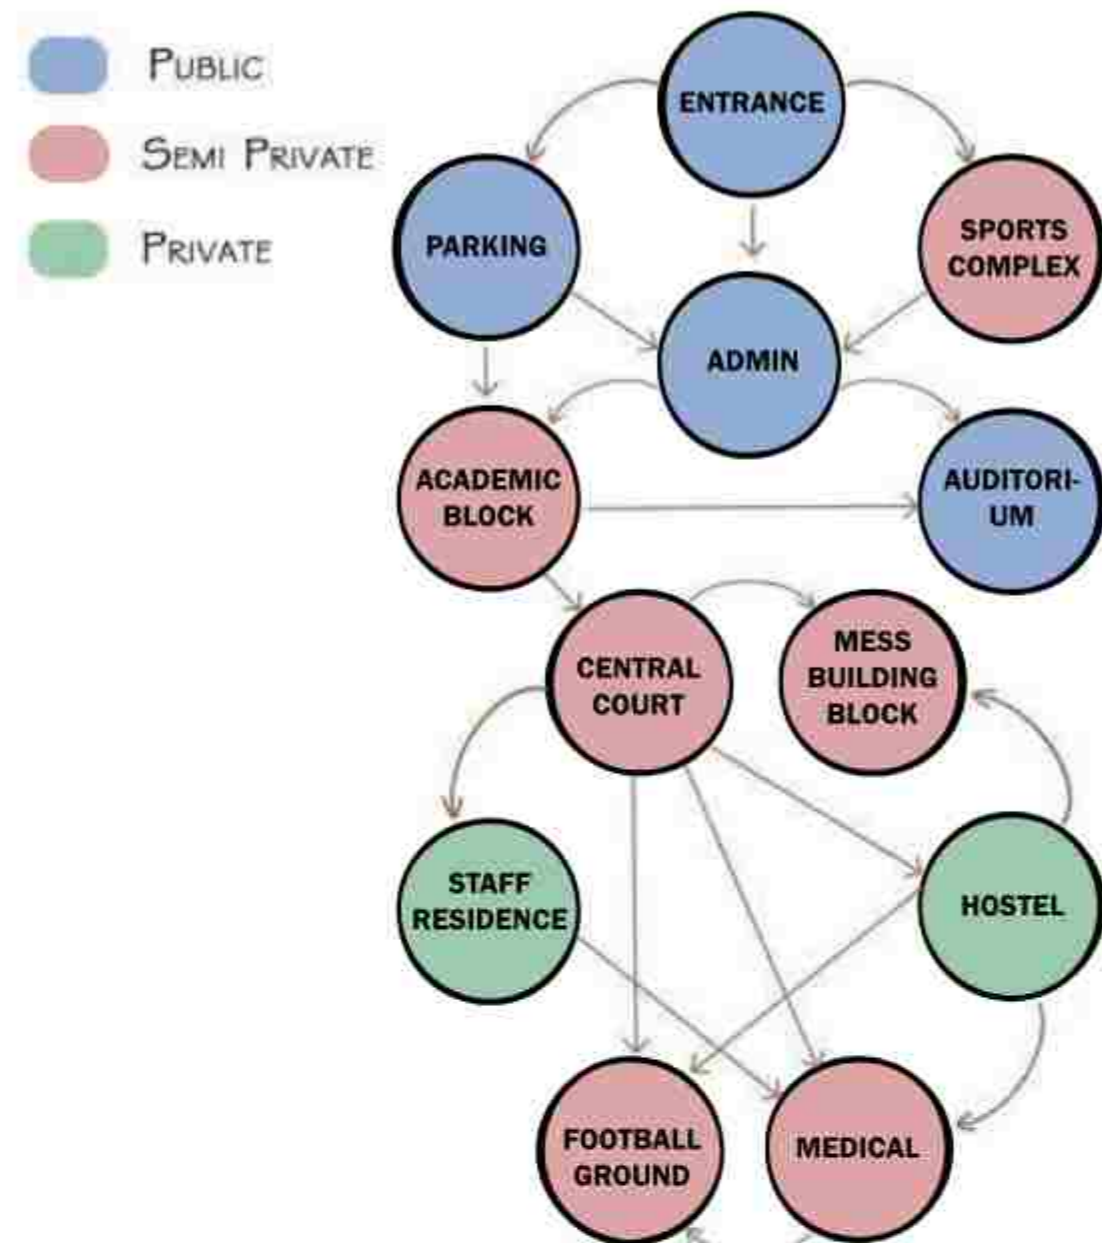 PUBLIC
SEMI PRIVATE
PRIVATE
ENTRANCE
PARKING
SPORTS
COMPLEX
ADMIN
ACADEMIC
BLOCK
AUDITORI-
UM
CENTRAL
COURT
MESS
BUILDING
BLOCK
STAFF
RESIDENCE
HOSTEL
FOOTBALL
GROUND
MEDICAL